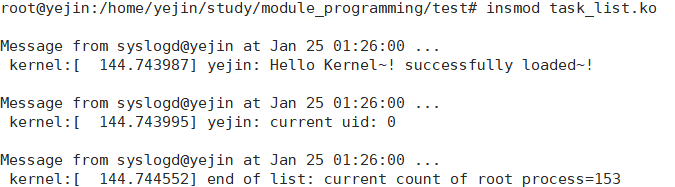 root@yejin:/home/yejin/study/module_programming/test# insmod task_list.ko
Message from syslogd@yejin at Jan 25 01:26:00 ...
kernel:[  144.743987] yejin: Hello Kernel~! successfully loaded~!
Message from syslogd@yejin at Jan 25 01:26:00 ...
kernel:[  144.743995] yejin: current uid: 0
Message from syslogd@yejin at Jan 25 01:26:00 ...
kernel:[  144.744552] end of list: current count of root process=153